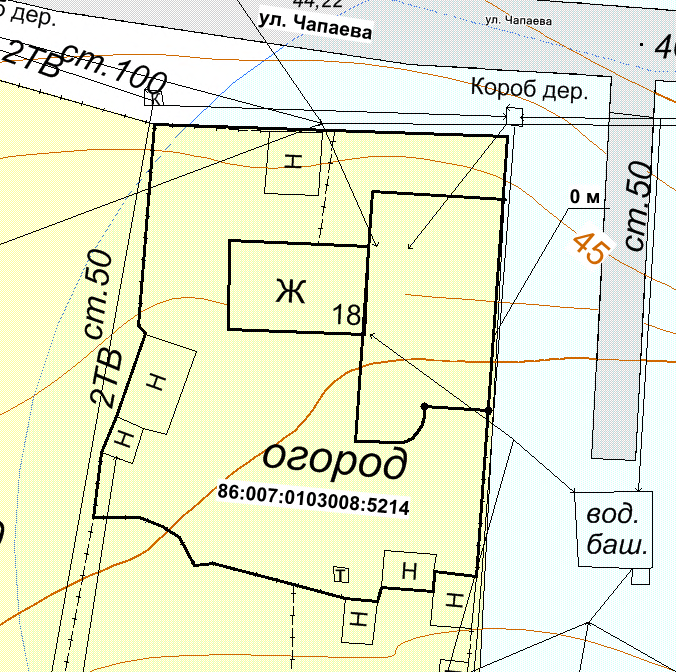 44,22
ул. Чапаева
ул. Чапаева
дер.
2ТВ ст.100
Короб дер.
Н
ст.50
0 м
45
2ТВ ст.50
Ж
18
Н
Н
огород
86:007:0103008:5214
вод.
баш.
Т
Н
Н
Н